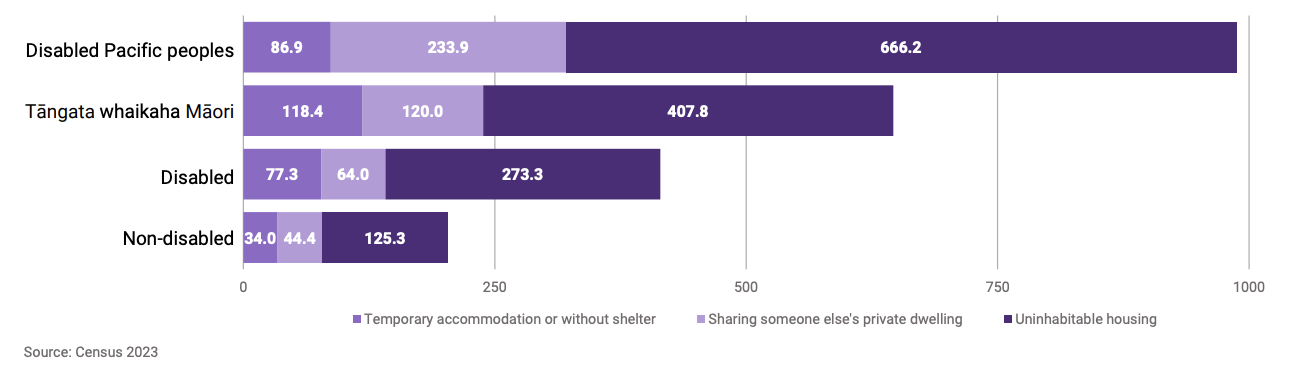 Disabled Pacific peoples 86.9 233.9 666.2
Tāngata whaikaha Māori 118.4 120.0 407.8
Disabled 77.3 64.0 273.3
Non-disabled 34.0 44.4 125.3
0 250 500 750 1000
Temporary accommodation or without shelter Sharing someone else's private dwelling Uninhabitable housing
Source: Census 2023